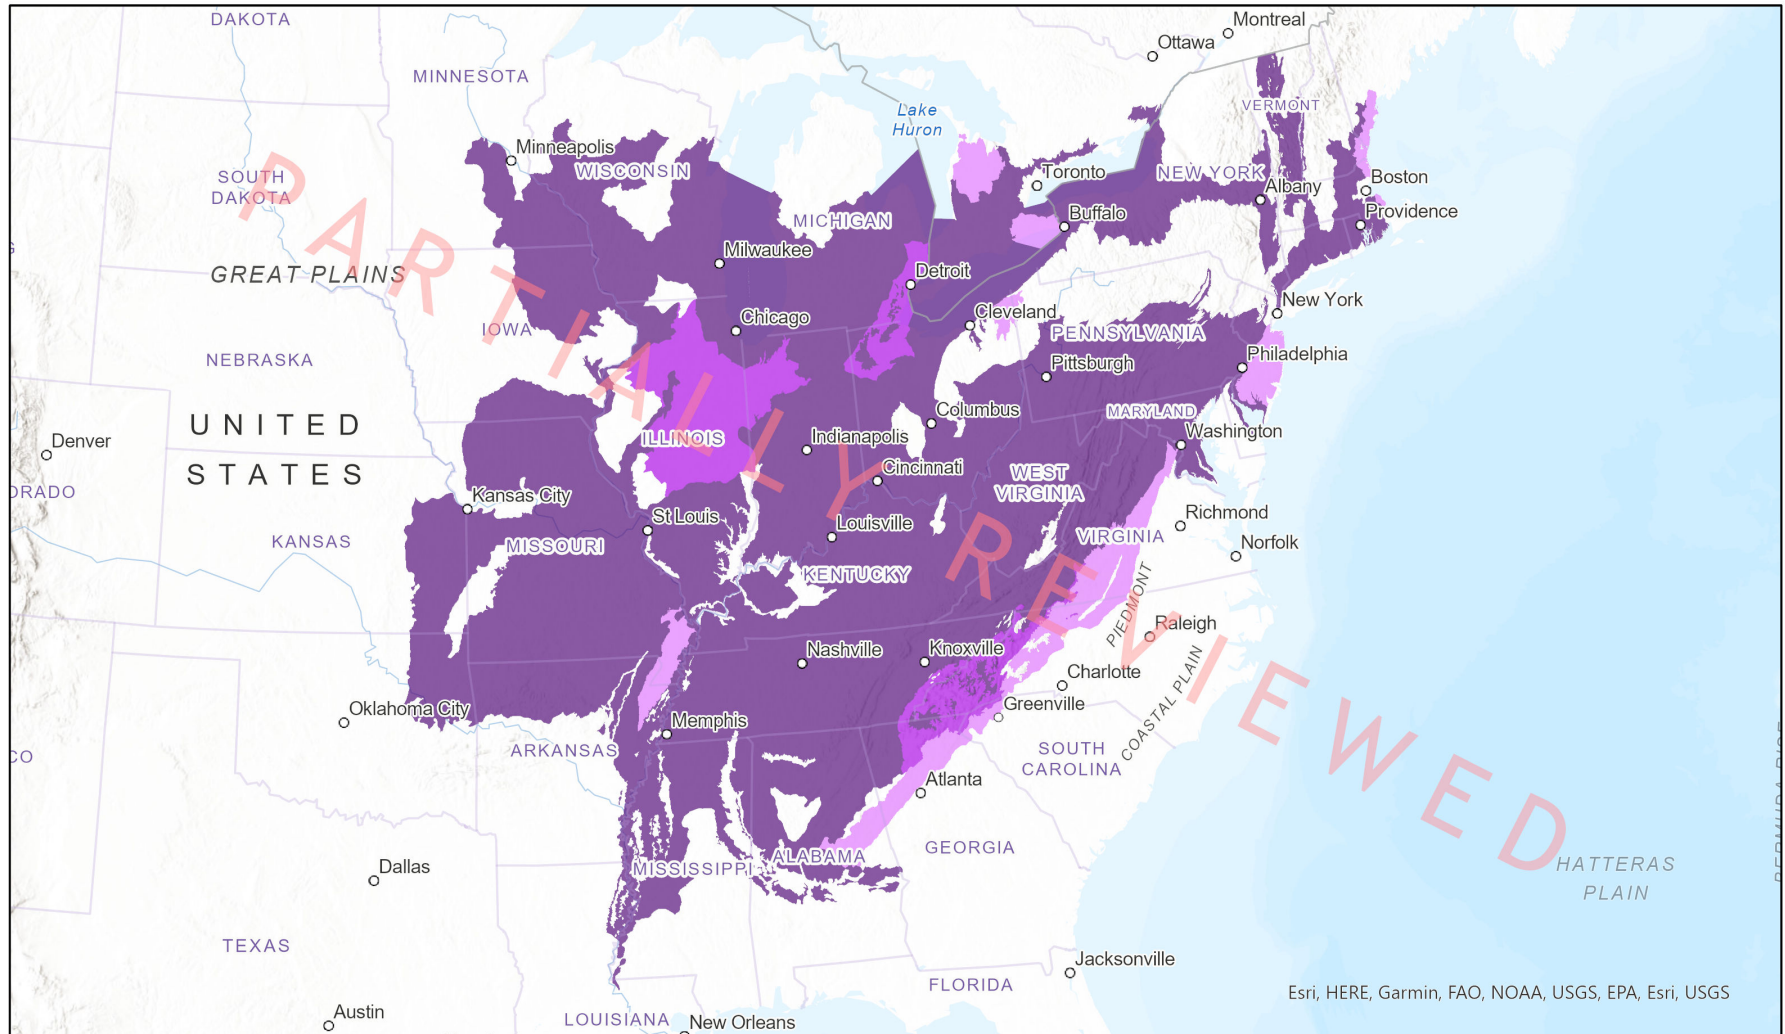 DAKOTA
Montreal
Ottawa
MINNESOTA
Lake
Huron
VERMONT
Minneapolis
WISCONSIN
SOUTH
DAKOTA
Toronto
NEW YORK
Albany
Boston
Providence
MICHIGAN
Buffalo
Milwaukee
GREAT PLAINS
Detroit
New York
Chicago
Cleveland
IOWA
PENNSYLVANIA
NEBRASKA
Pittsburgh
Philadelphia
UNITED
STATES
Columbus
MARYLAND
Washington
Denver
ILLINOIS
Indianapolis
Cincinnati
WEST
VIRGINIA
ORADO
Kansas City
St Louis
Louisville
Richmond
KANSAS
MISSOURI
VIRGINIA
Norfolk
KENTUCKY
PIEDMONT
Raleigh
Nashville
Knoxville
Charlotte
COASTAL PLAIN
Oklahoma City
Memphis
Greenville
ARKANSAS
SOUTH
CAROLINA
CO
Atlanta
Dallas
MISSISSIPPI
ALABAMA
GEORGIA
HATTERAS
PLAIN
TEXAS
Jacksonville
FLORIDA
Austin
LOUISIANA
New Orleans
PARTIALLY REVIEWED
Esri, HERE, Garmin, FAO, NOAA, USGS, EPA, Esri, USGS